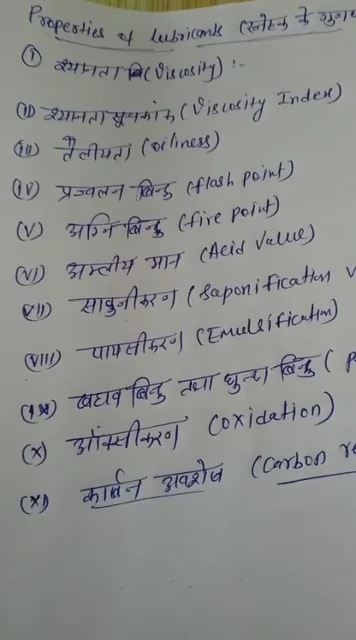 Properties of lubricants (स्नेहक के गुण
(I) श्यानता (Viscosity) :-
(II) श्यानता सूचकांक (Viscosity Index)
(III) तैलीयता (oiliness)
(IV) प्रज्वलन बिन्दु (flash point)
(V) अग्नि बिन्दु (fire point)
(VI) अम्लीय मान (Acid Value)
(VII) साबुनीकरण (Saponification V
(VIII) पायसीकरण (Emulsification)
(IX) बहाव बिन्दु तथा धुन्ध बिन्दु (P
(X) ऑक्सीकरण (oxidation)
(XI) कार्बन अवशेष (Carbon re